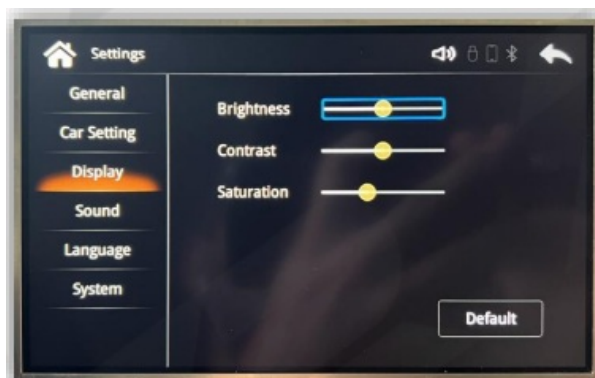 Settings
General
Car Setting
Display
Sound
Language
System
Brightness
Contrast
Saturation
Default